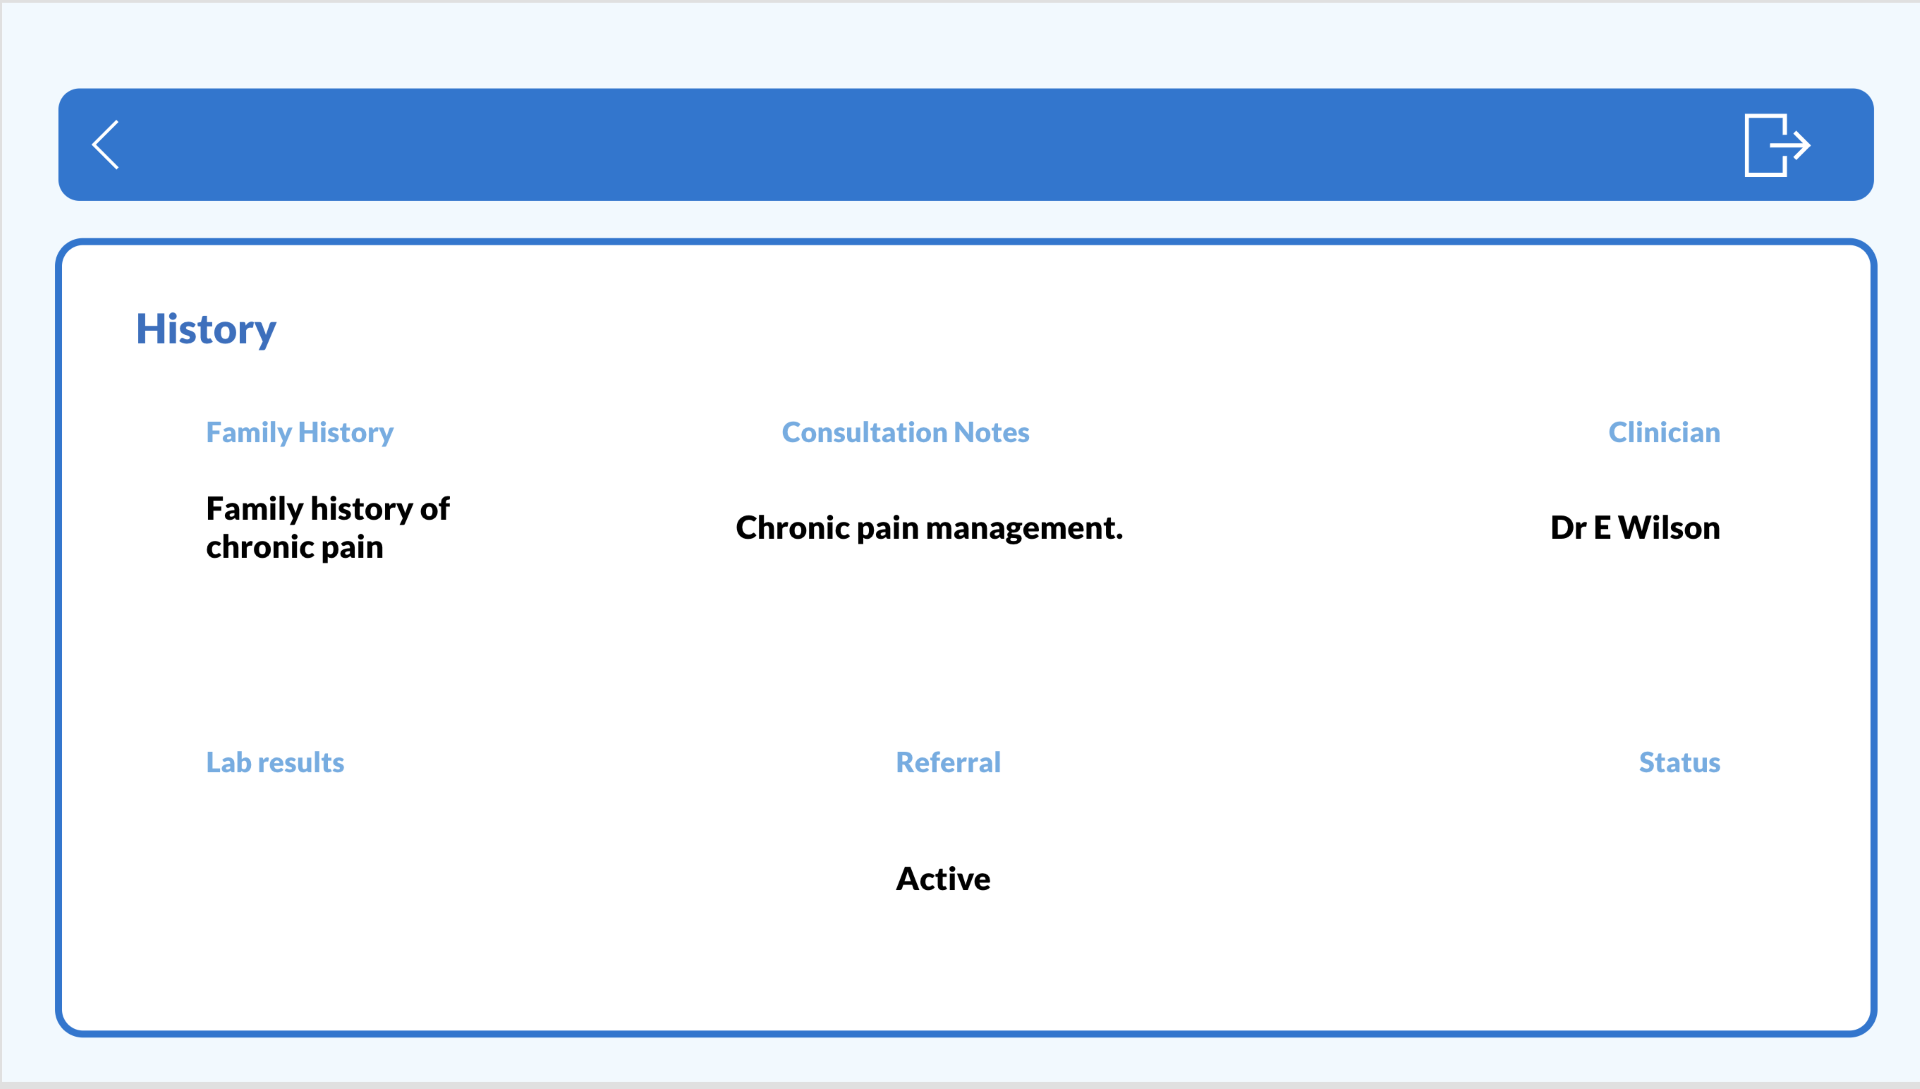 History
Family History
Consultation Notes
Clinician
Family history of
chronic pain
Chronic pain management.
Dr E Wilson
Lab results
Referral
Status
Active